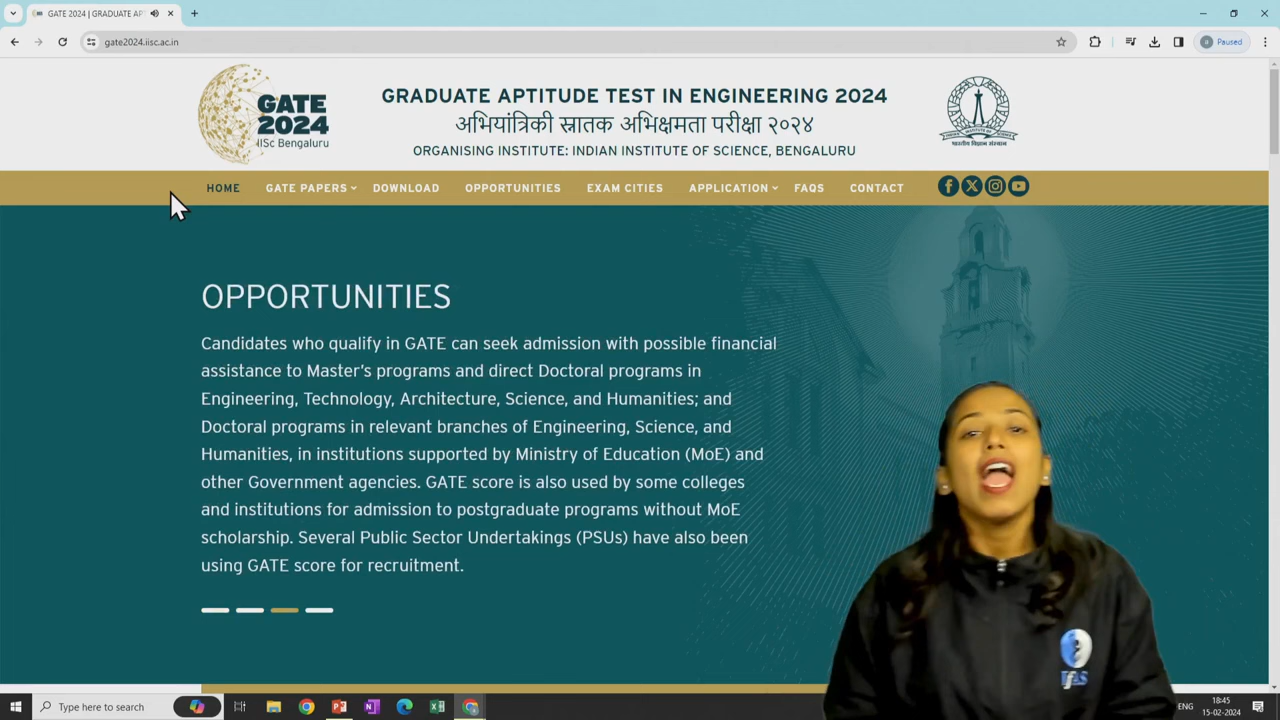 GATE 2024 | GRADUATE AP
gate2024.iisc.ac.in
Paused
GATE
2024
IISc Bengaluru
GRADUATE APTITUDE TEST IN ENGINEERING 2024
अभियांत्रिकी स्नातक अभिक्षमता परीक्षा २०२४
ORGANISING INSTITUTE: INDIAN INSTITUTE OF SCIENCE, BENGALURU
INDIAN INSTITUTE OF SCIENCE
भारतीय विज्ञान संस्थान
HOME GATE PAPERS DOWNLOAD OPPORTUNITIES EXAM CITIES APPLICATION FAQS CONTACT
OPPORTUNITIES
Candidates who qualify in GATE can seek admission with possible financial
assistance to Master's programs and direct Doctoral programs in
Engineering, Technology, Architecture, Science, and Humanities; and
Doctoral programs in relevant branches of Engineering, Science, and
Humanities, in institutions supported by Ministry of Education (MoE) and
other Government agencies. GATE score is also used by some colleges
and institutions for admission to postgraduate programs without MoE
scholarship. Several Public Sector Undertakings (PSUs) have also been
using GATE score for recruitment.
IFAS
Type here to search
ENG
18:45
15-02-2024